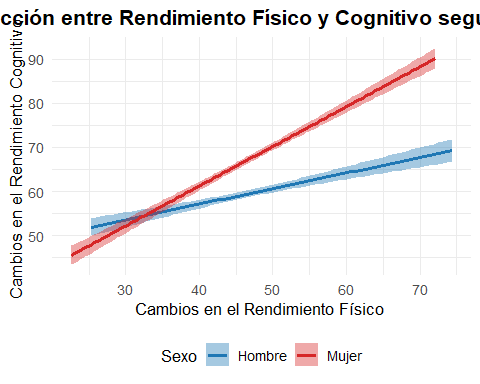 cción entre Rendimiento Físico y Cognitivo segu
Cambios en el Rendimiento Cognitivo
90
80
70
60
50
30
40
50
60
70
Cambios en el Rendimiento Físico
Sexo
Hombre
Mujer